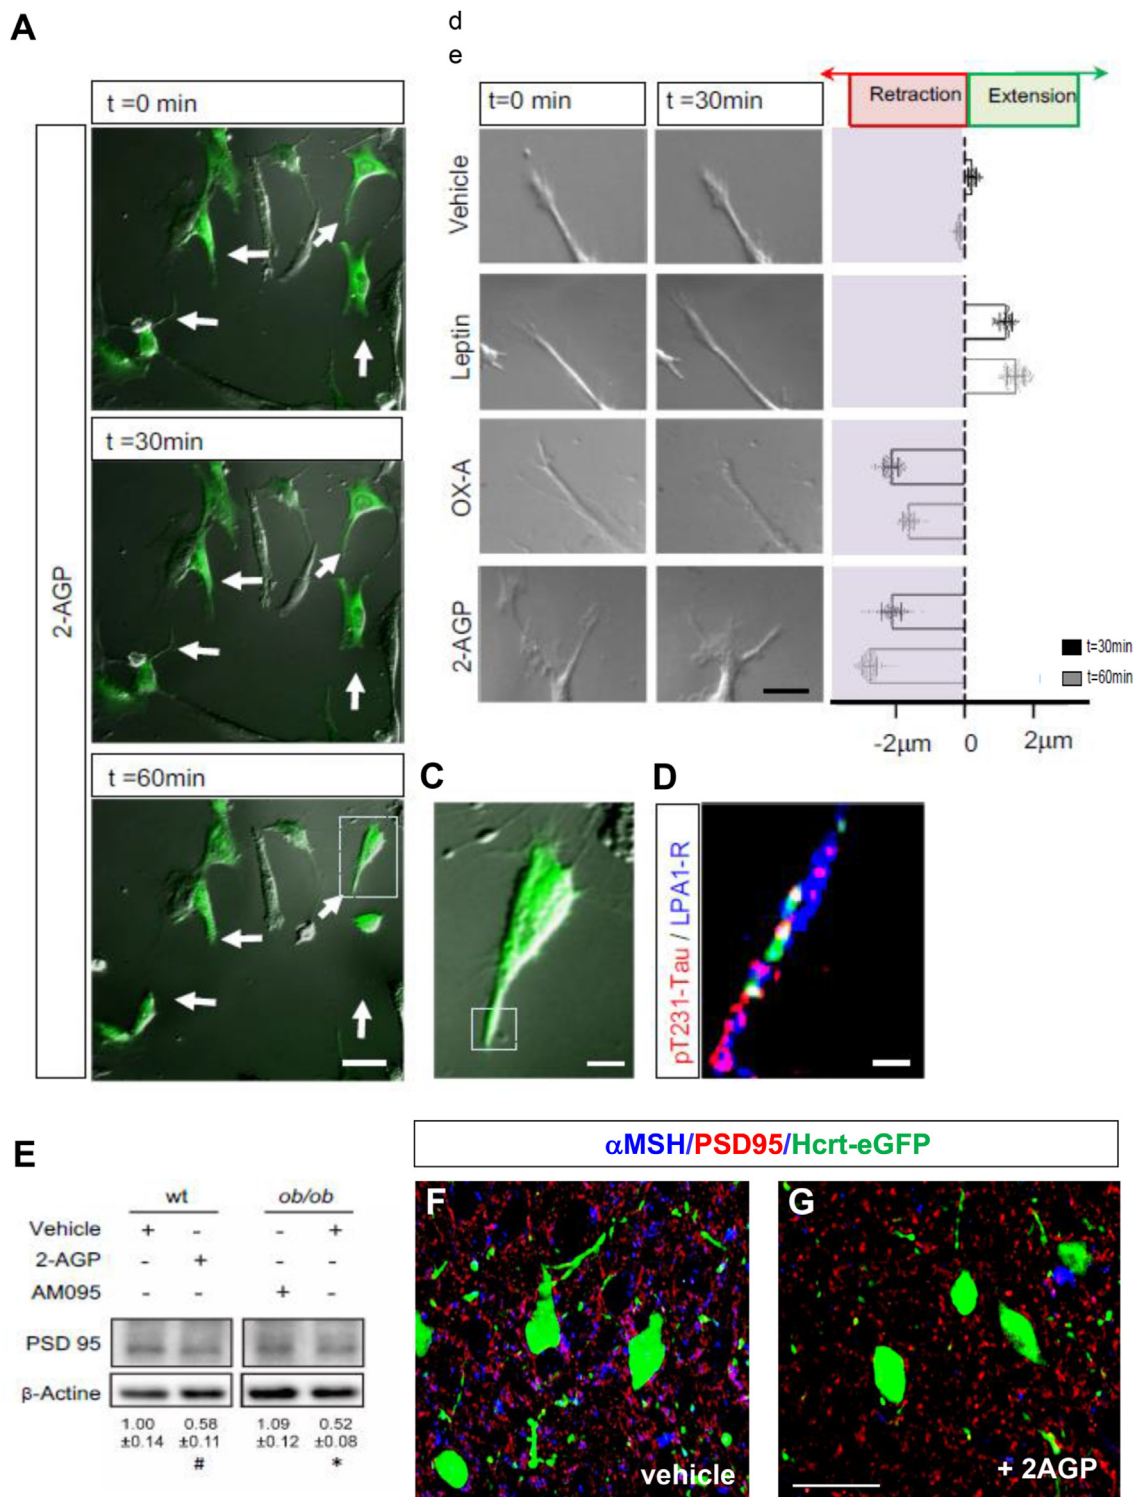 A
d
e
t =0 min
2-AGP
t =30min
t =60min
t=0 min
t =30min
Retraction
Extension
Vehicle
Leptin
OX-A
2-AGP
t=30min
t=60min
-2μm
0
2μm
C
D
pT231-Tau / LPA1-R
E
wt
ob/ob
Vehicle + - - +
2-AGP - + - -
AM095 - - + -
PSD 95
β-Actine
1.00 0.58 1.09 0.52
±0.14 ±0.11 ±0.12 ±0.08
# *
αMSH/PSD95/Hcrt-eGFP
F
vehicle
G
+ 2AGP